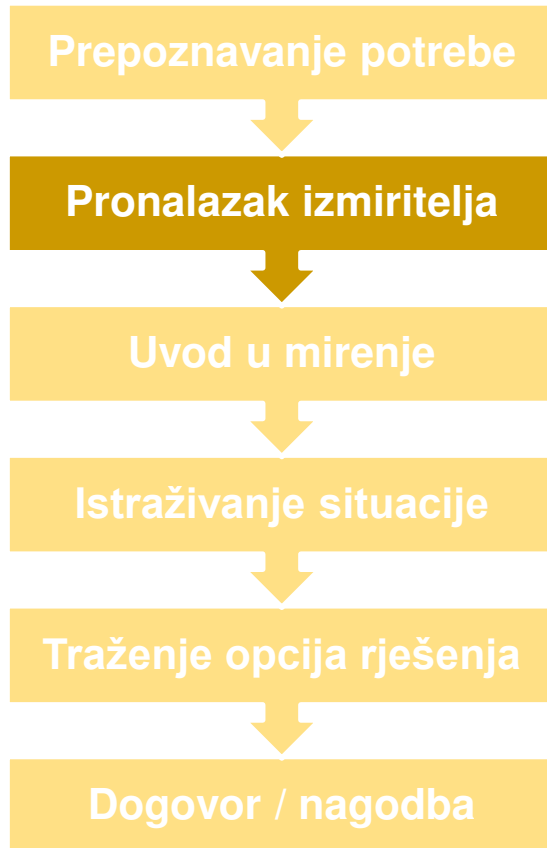 Prepoznavanje potrebe
Pronalazak izmiritelja
Uvod u mirenje
Istraživanje situacije
Traženje opcija rješenja
Dogovor / nagodba